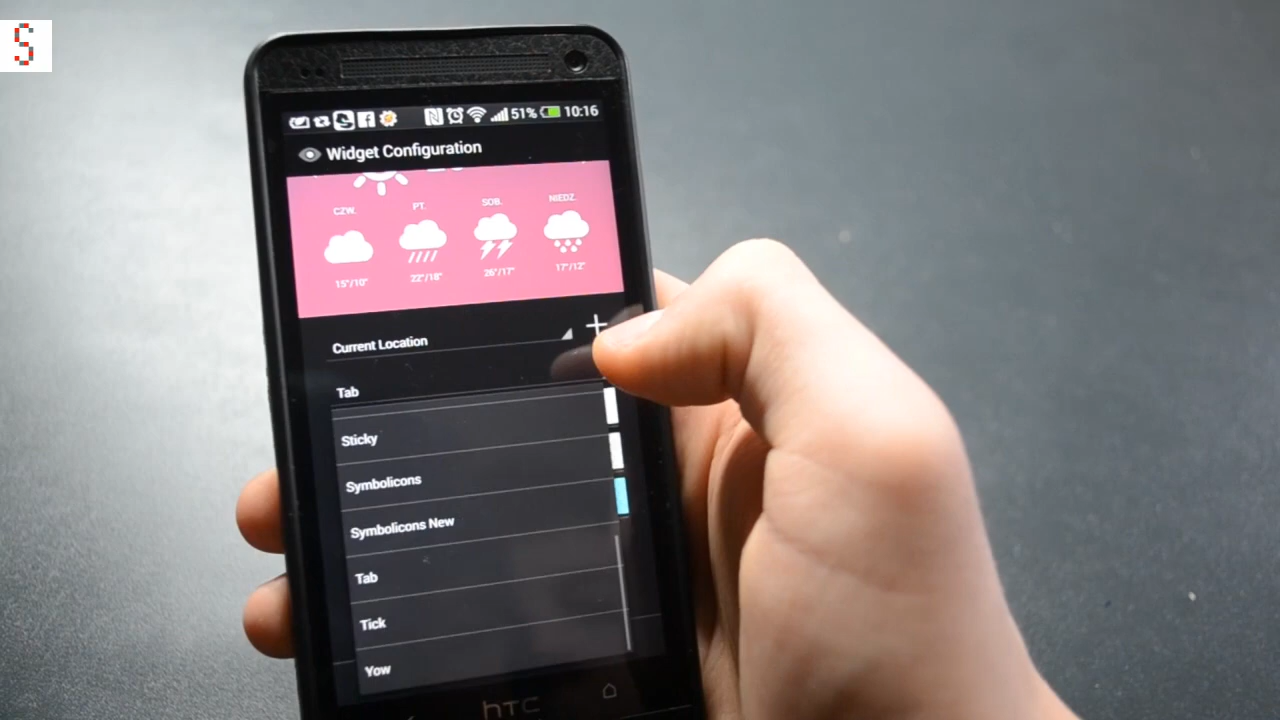 S
51% 10:16
Widget Configuration
CZW. PT. SOB. NIEDZ.
15°/10° 22°/18° 26°/17° 17°/12°
Current Location
Tab
Sticky
Symbolicons
Symbolicons New
Tab
Tick
Yow
hTC